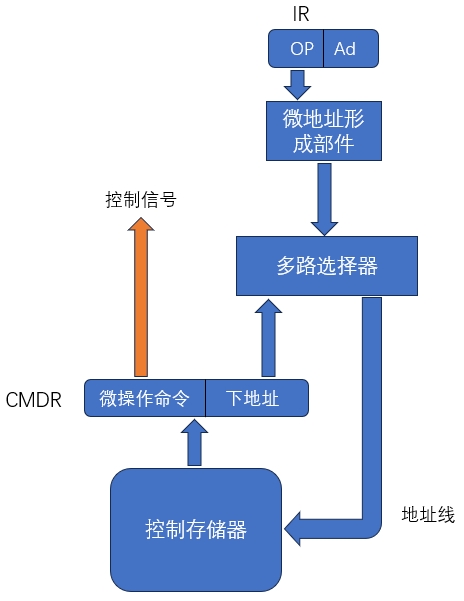 IR
OP Ad
微地址形
成部件
控制信号
多路选择器
CMDR 微操作命令 下地址
地址线
控制存储器